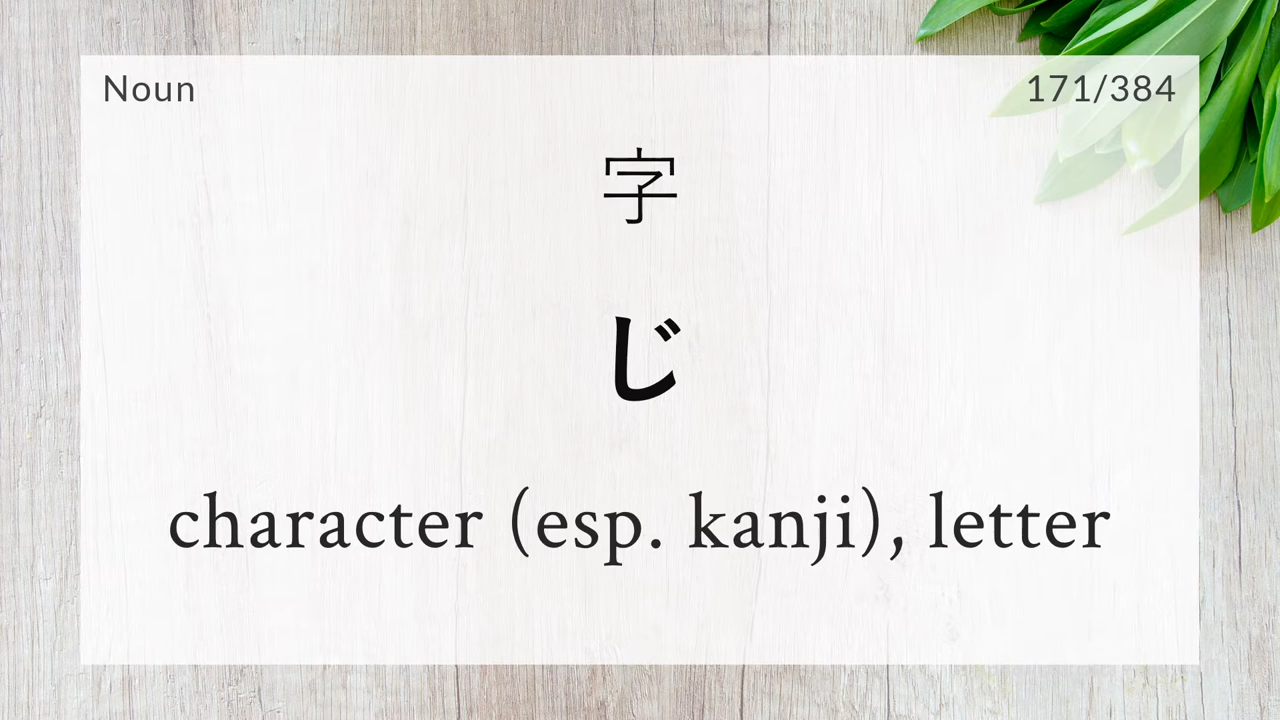 Noun
171/384
字
じ
character (esp. kanji), letter